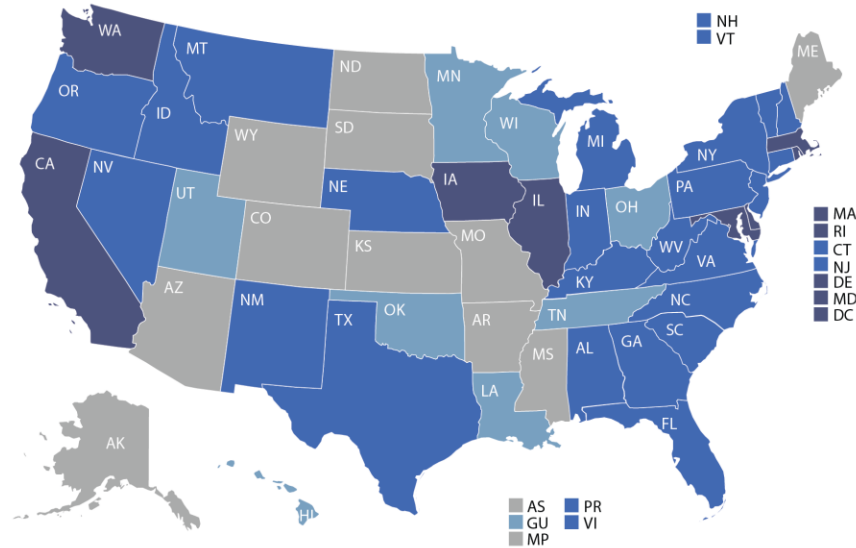 NH
VT
WA
MT
ND
MN
ME
OR
ID
SD
WI
WY
MI
NY
CA
NV
UT
NE
IA
IL
IN
OH
PA
CO
KS
MO
WV
VA
KY
MA
RI
CT
NJ
DE
MD
DC
AZ
NM
TX
OK
AR
TN
NC
SC
MS
AL
GA
LA
FL
AK
HI
AS PR
GU VI
MP